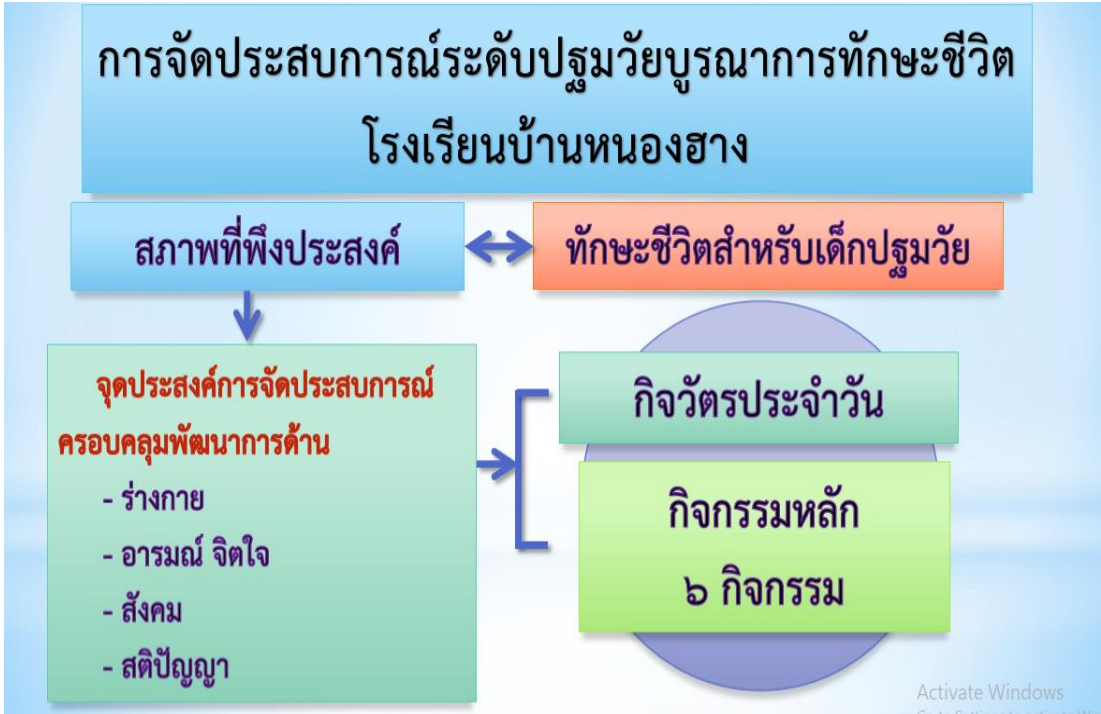 การจัดประสบการณ์ระดับปฐมวัยบูรณาการทักษะชีวิต
โรงเรียนบ้านหนองฮาง
สภาพที่พึงประสงค์
ทักษะชีวิตสำหรับเด็กปฐมวัย
จุดประสงค์การจัดประสบการณ์
ครอบคลุมพัฒนาการด้าน
- ร่างกาย
- อารมณ์ จิตใจ
- สังคม
- สติปัญญา
กิจวัตรประจำวัน
กิจกรรมหลัก
๖ กิจกรรม
Activate Windows